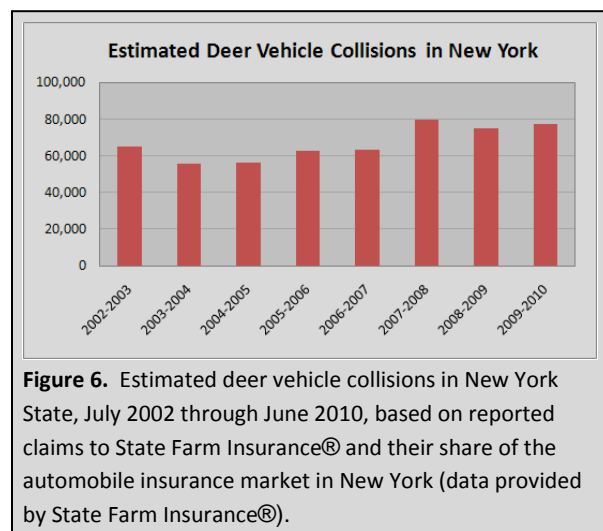 Estimated Deer Vehicle Collisions in New York
100,000
80,000
60,000
40,000
20,000
0
2002-2003
2003-2004
2004-2005
2005-2006
2006-2007
2007-2008
2008-2009
2009-2010
Figure 6. Estimated deer vehicle collisions in New York
State, July 2002 through June 2010, based on reported
claims to State Farm Insurance® and their share of the
automobile insurance market in New York (data provided
by State Farm Insurance®).